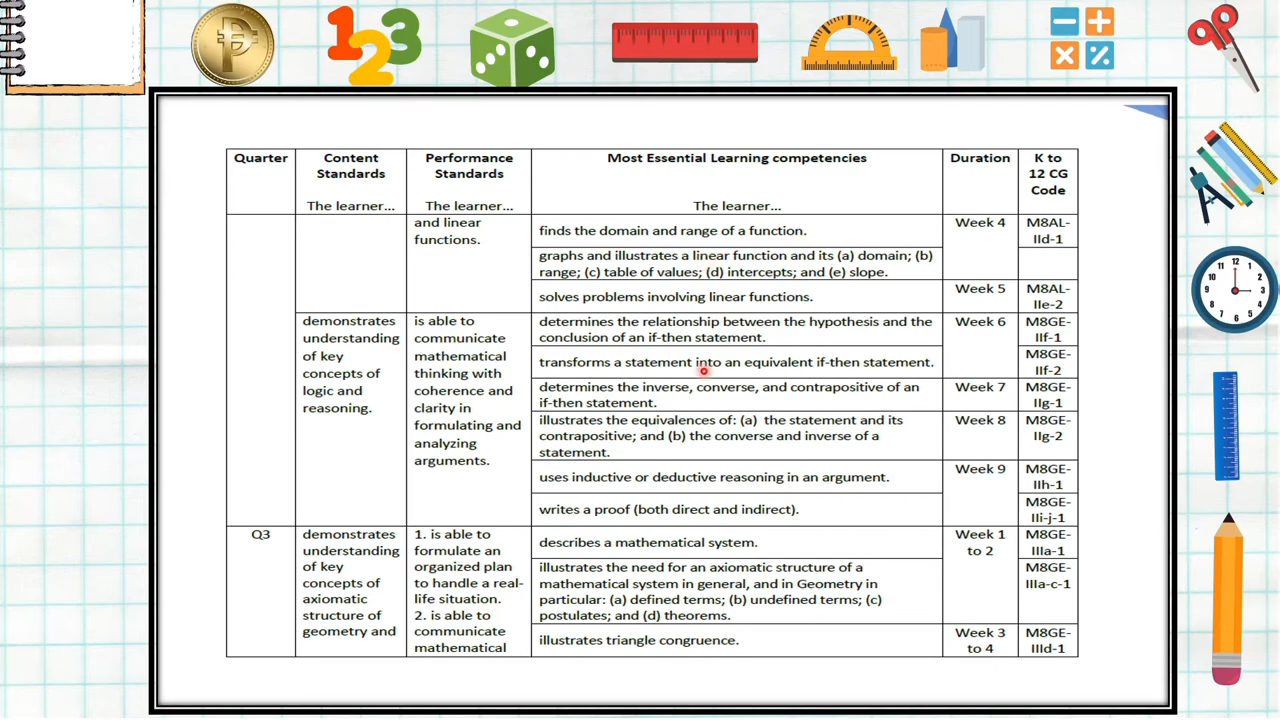 Quarter
Content
Standards
The learner...
Performance
Standards
The learner...
Most Essential Learning competencies
The learner...
Duration
K to
12 CG
Code
and linear
functions.
finds the domain and range of a function.
Week 4
M8AL-
IId-1
graphs and illustrates a linear function and its (a) domain; (b)
range; (c) table of values; (d) intercepts; and (e) slope.
solves problems involving linear functions.
Week 5
M8AL-
IIe-2
demonstrates
understanding
of key
concepts of
logic and
reasoning.
is able to
communicate
mathematical
thinking with
coherence and
clarity in
formulating and
analyzing
arguments.
determines the relationship between the hypothesis and the
conclusion of an if-then statement.
Week 6
M8GE-
IIf-1
transforms a statement into an equivalent if-then statement.
M8GE-
IIf-2
determines the inverse, converse, and contrapositive of an
if-then statement.
Week 7
M8GE-
IIg-1
illustrates the equivalences of: (a) the statement and its
contrapositive; and (b) the converse and inverse of a
statement.
Week 8
M8GE-
IIg-2
uses inductive or deductive reasoning in an argument.
Week 9
M8GE-
IIh-1
writes a proof (both direct and indirect).
M8GE-
IIi-j-1
Q3
demonstrates
understanding
of key
concepts of
axiomatic
structure of
geometry and
1. is able to
formulate an
organized plan
to handle a real-
life situation.
2. is able to
communicate
mathematical
describes a mathematical system.
Week 1
to 2
M8GE-
IIIa-1
illustrates the need for an axiomatic structure of a
mathematical system in general, and in Geometry in
particular: (a) defined terms; (b) undefined terms; (c)
postulates; and (d) theorems.
M8GE-
IIIa-c-1
illustrates triangle congruence.
Week 3
to 4
M8GE-
IIId-1
123
12
1
2
3
4
5
6
7
8
9
10
11